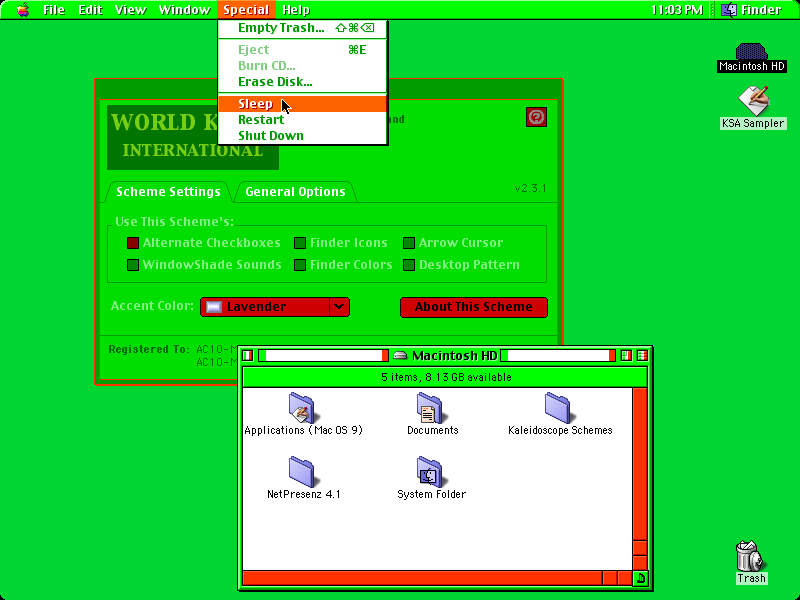 File Edit View Window Special Help 11:03 PM Finder
Empty Trash... ⇧⌘⌫
Eject ⌘E
Burn CD...
Erase Disk...
Sleep
Restart
Shut Down
Macintosh HD
KSA Sampler
WORLD K
and
INTERNATIONAL
Scheme Settings General Options v2.3.1
Use This Scheme's:
Alternate Checkboxes Finder Icons Arrow Cursor
WindowShade Sounds Finder Colors Desktop Pattern
Accent Color: Lavender About This Scheme
Registered To: AC10-M
AC10-M
Macintosh HD
5 items, 8.13 GB available
Applications (Mac OS 9) Documents Kaleidoscope Schemes
NetPresenz 4.1 System Folder
Trash